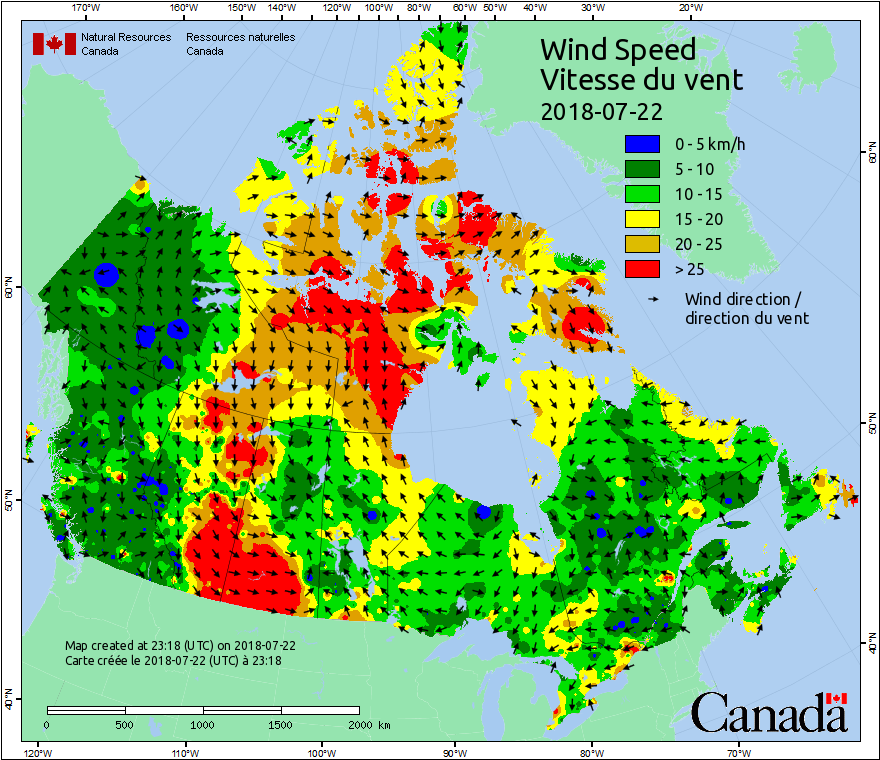 170°W 160°W 150°W 140°W 130°W 120°W 110°W 100°W 80°W 60°W 50°W 40°W 30°W 20°W
Natural Resources Ressources naturelles
Canada Canada
Wind Speed
Vitesse du vent
2018-07-22
0 - 5 km/h
5 - 10
10 - 15
15 - 20
20 - 25
> 25
Wind direction /
direction du vent
60°N
60°N
50°N
50°N
40°N
40°N
Map created at 23:18 (UTC) on 2018-07-22
Carte créée le 2018-07-22 (UTC) à 23:18
0 500 1000 1500 2000 km
Canada
120°W 110°W 100°W 90°W 80°W 70°W